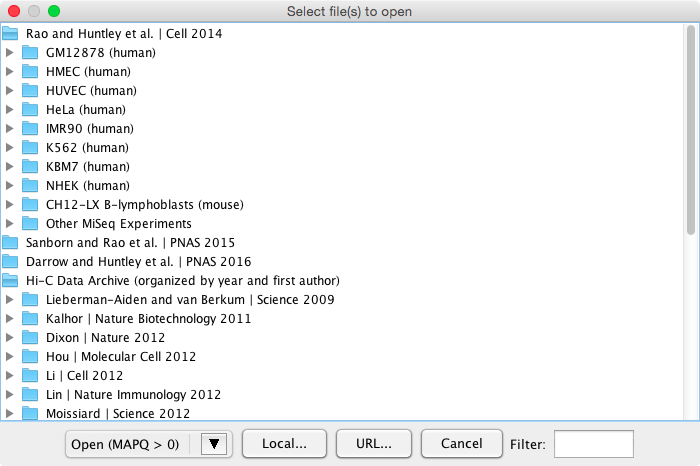 Select file(s) to open
Rao and Huntley et al. | Cell 2014
GM12878 (human)
HMEC (human)
HUVEC (human)
HeLa (human)
IMR90 (human)
K562 (human)
KBM7 (human)
NHEK (human)
CH12-LX B-lymphoblasts (mouse)
Other MiSeq Experiments
Sanborn and Rao et al. | PNAS 2015
Darrow and Huntley et al. | PNAS 2016
Hi-C Data Archive (organized by year and first author)
Lieberman-Aiden and van Berkum | Science 2009
Kalhor | Nature Biotechnology 2011
Dixon | Nature 2012
Hou | Molecular Cell 2012
Li | Cell 2012
Lin | Nature Immunology 2012
Moissiard | Science 2012
Open (MAPQ > 0) Local... URL... Cancel Filter: